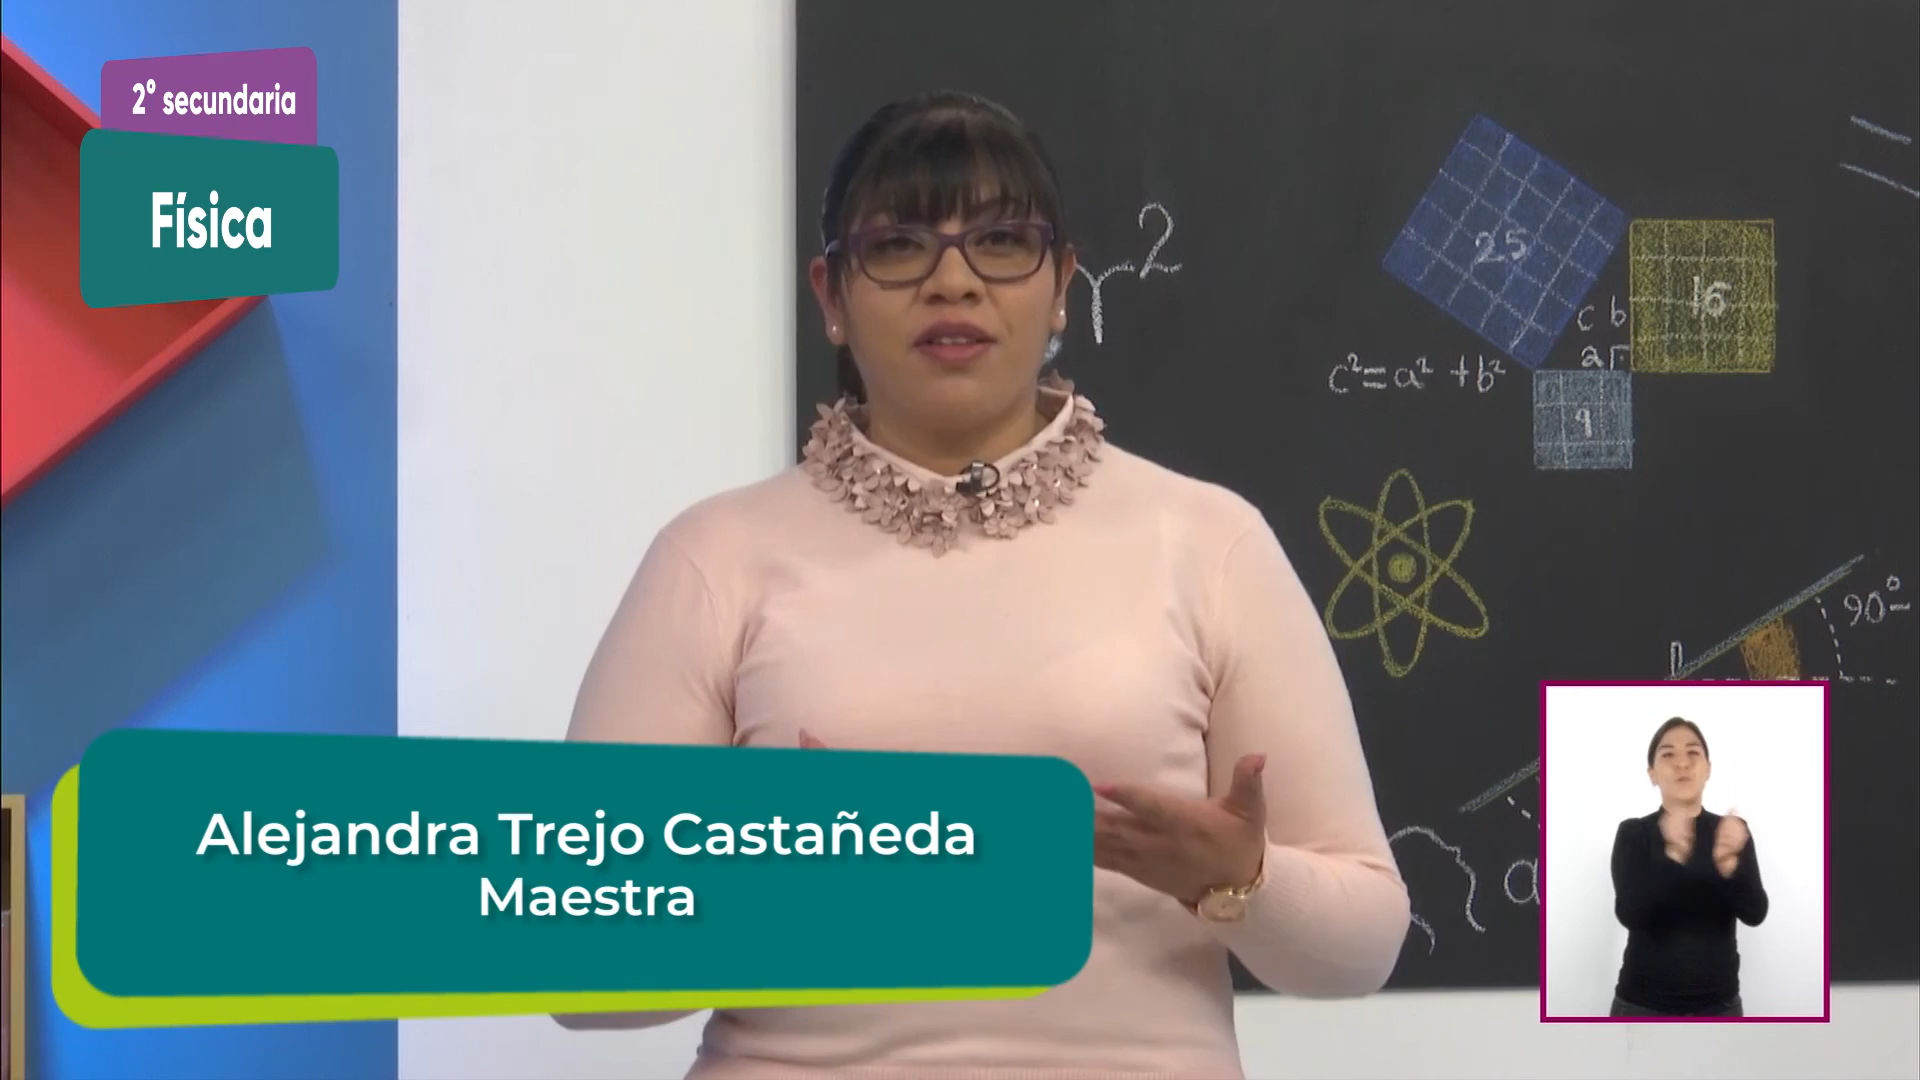 2° secundaria
Física
r²
25
16
c b
a
c²=a²+b²
9
90°
a
Alejandra Trejo Castañeda
Maestra